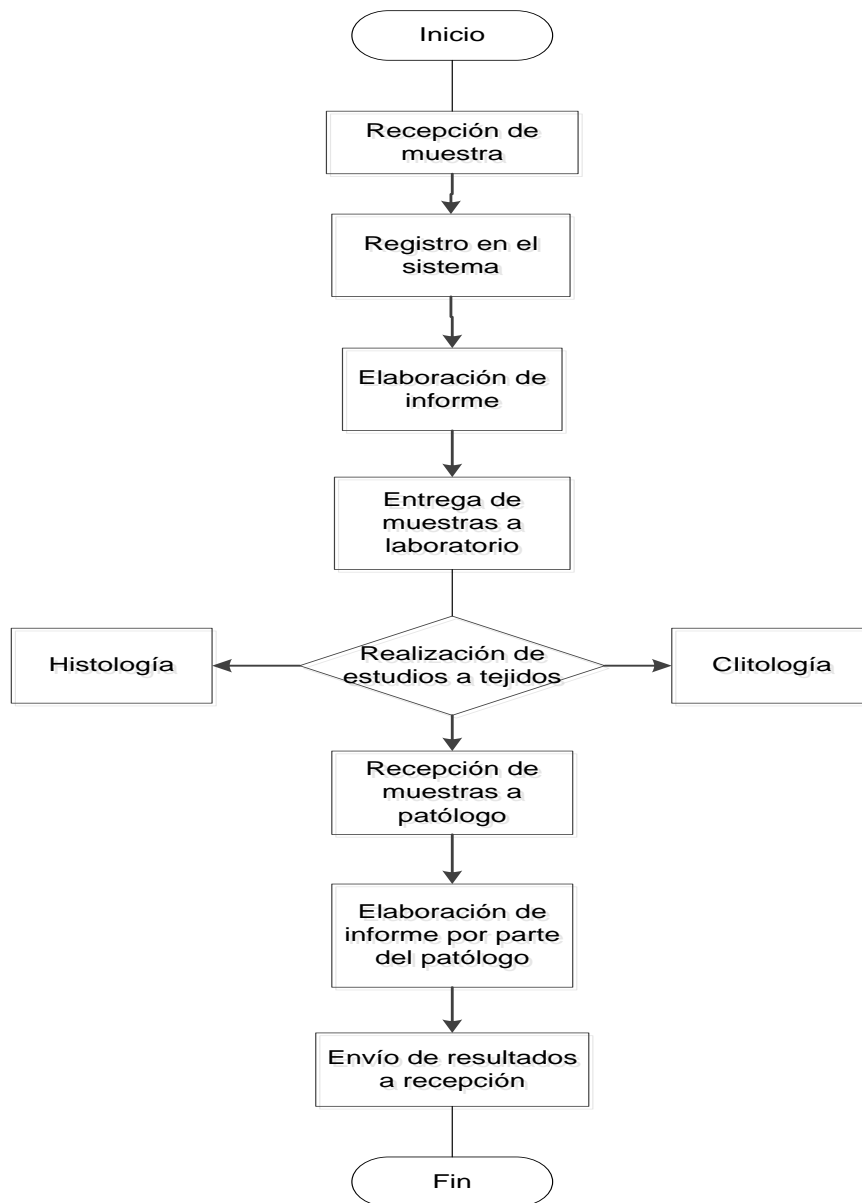 Inicio
Recepción de
muestra
Registro en el
sistema
Elaboración de
informe
Entrega de
muestras a
laboratorio
Histología
Realización de
estudios a tejidos
Clitología
Recepción de
muestras a
patólogo
Elaboración de
informe por parte
del patólogo
Envío de resultados
a recepción
Fin